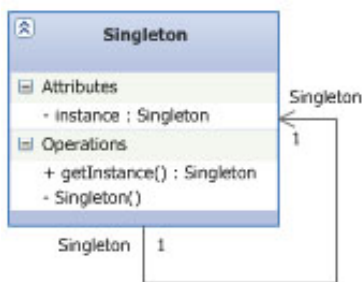 Singleton
Attributes
- instance : Singleton
Operations
+ getInstance() : Singleton
- Singleton()
Singleton
1
Singleton 1